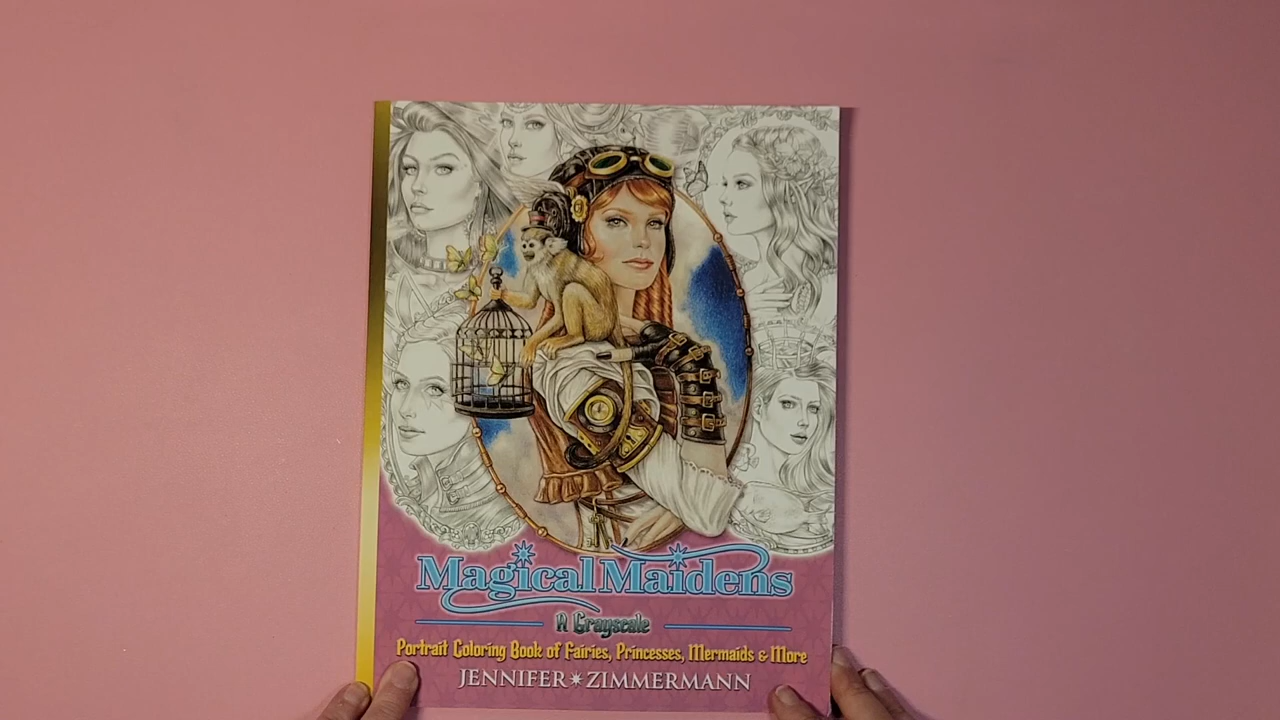 Magical Maidens
A Grayscale
Portrait Coloring Book of Fairies, Princesses, Mermaids & More
JENNIFER ZIMMERMANN